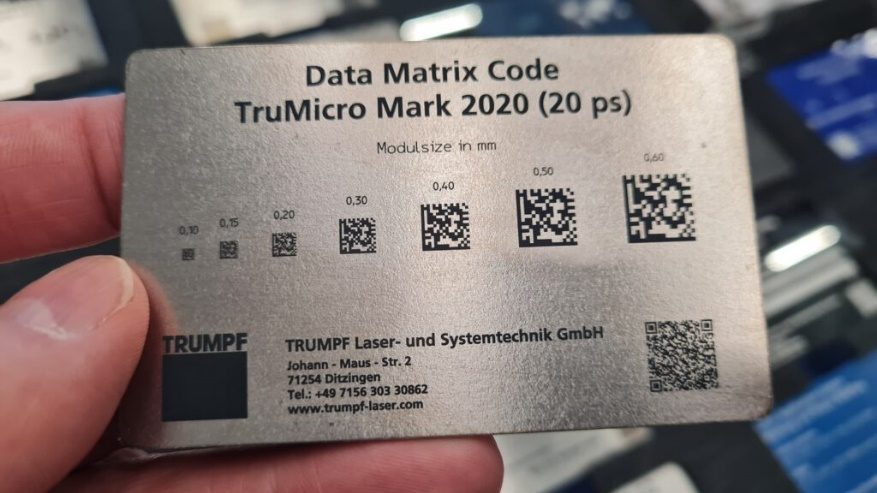 Data Matrix Code
TruMicro Mark 2020 (20 ps)
Modulsize in mm
0,10 0,15 0,20 0,30 0,40 0,50 0,60
TRUMPF
TRUMPF Laser- und Systemtechnik GmbH
Johann - Maus - Str. 2
71254 Ditzingen
Tel.: +49 7156 303 30862
www.trumpf-laser.com